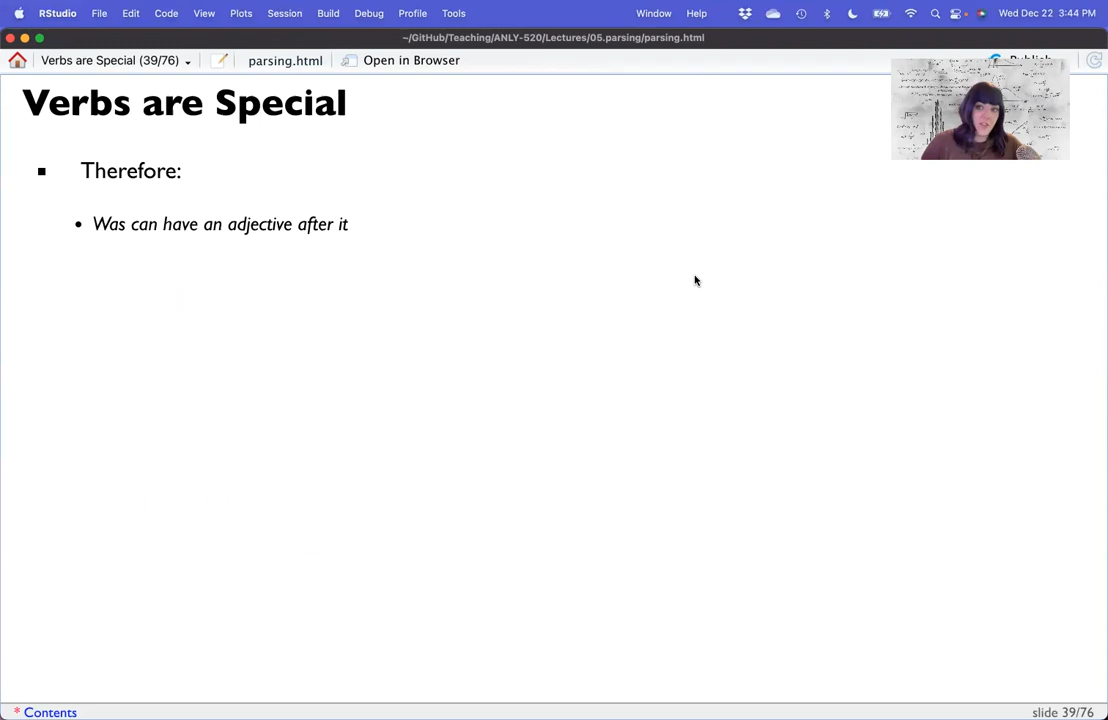 RStudio File Edit Code View Plots Session Build Debug Profile Tools Window Help Wed Dec 22 3:44 PM
~/GitHub/Teaching/ANLY-520/Lectures/05.parsing/parsing.html
Verbs are Special (39/76) parsing.html Open in Browser
Verbs are Special
Therefore:
Was can have an adjective after it
* Contents slide 39/76